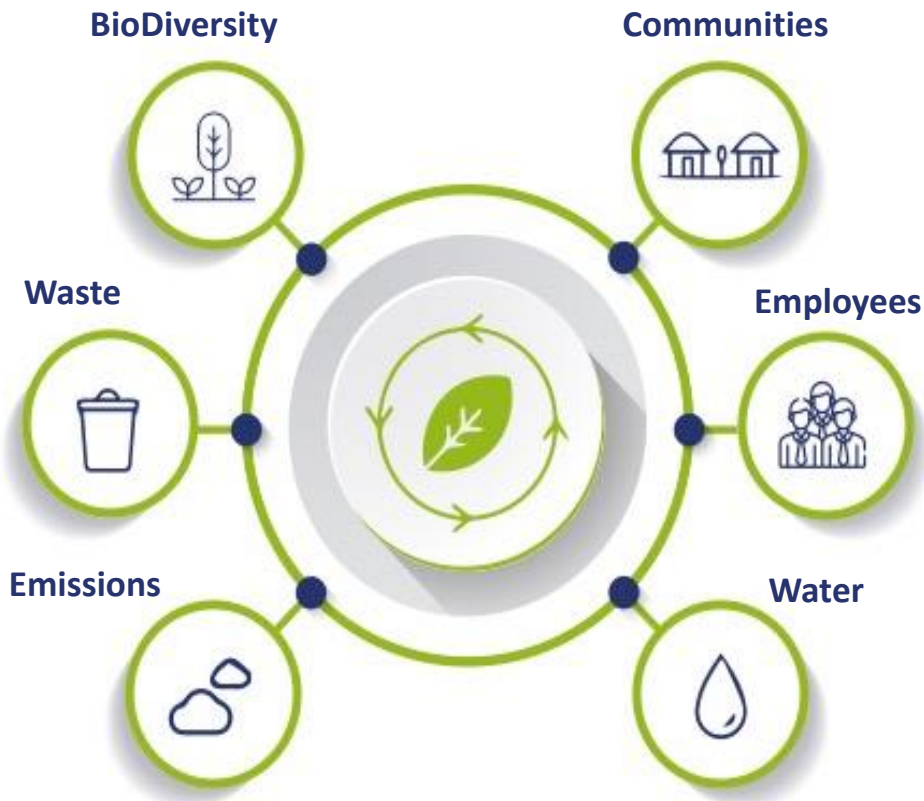 BioDiversity
Communities
Waste
Employees
Emissions
Water